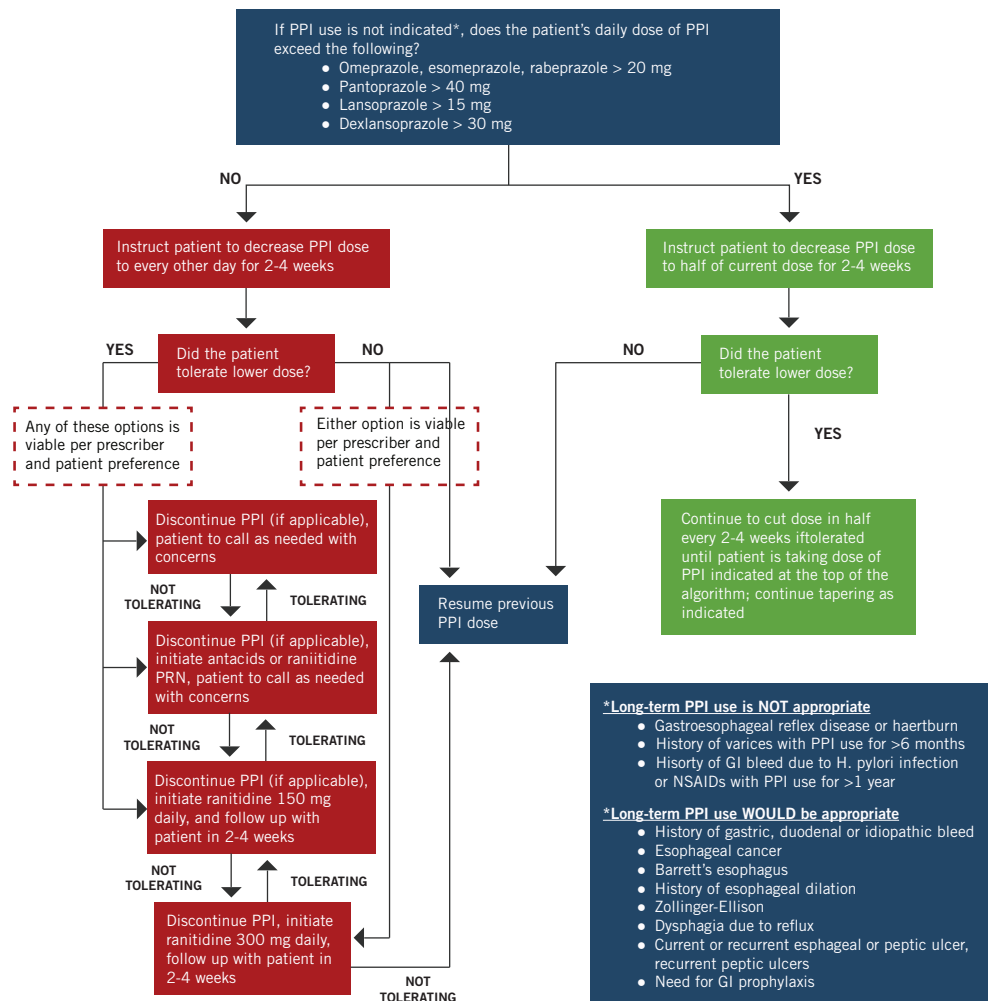 If PPI use is not indicated*, does the patient's daily dose of PPI
exceed the following?
● Omeprazole, esomeprazole, rabeprazole > 20 mg
● Pantoprazole > 40 mg
● Lansoprazole > 15 mg
● Dexlansoprazole > 30 mg
NO
YES
Instruct patient to decrease PPI dose
to every other day for 2-4 weeks
Instruct patient to decrease PPI dose
to half of current dose for 2-4 weeks
YES
Did the patient
tolerate lower dose?
NO
NO
Did the patient
tolerate lower dose?
YES
Any of these options is
viable per prescriber
and patient preference
Either option is viable
per prescriber and
patient preference
Discontinue PPI (if applicable),
patient to call as needed with
concerns
NOT
TOLERATING
TOLERATING
Discontinue PPI (if applicable),
initiate antacids or raniitidine
PRN, patient to call as needed
with concerns
NOT
TOLERATING
TOLERATING
Discontinue PPI (if applicable),
initiate ranitidine 150 mg
daily, and follow up with
patient in 2-4 weeks
NOT
TOLERATING
TOLERATING
Discontinue PPI, initiate
ranitidine 300 mg daily,
follow up with patient in
2-4 weeks
NOT
TOLERATING
Resume previous
PPI dose
Continue to cut dose in half
every 2-4 weeks iftolerated
until patient is taking dose of
PPI indicated at the top of the
algorithm; continue tapering as
indicated
*Long-term PPI use is NOT appropriate
● Gastroesophageal reflex disease or haertburn
● History of varices with PPI use for >6 months
● Hisorty of GI bleed due to H. pylori infection
or NSAIDs with PPI use for >1 year
*Long-term PPI use WOULD be appropriate
● History of gastric, duodenal or idiopathic bleed
● Esophageal cancer
● Barrett's esophagus
● History of esophageal dilation
● Zollinger-Ellison
● Dysphagia due to reflux
● Current or recurrent esphageal or peptic ulcer,
recurrent peptic ulcers
● Need for GI prophylaxis